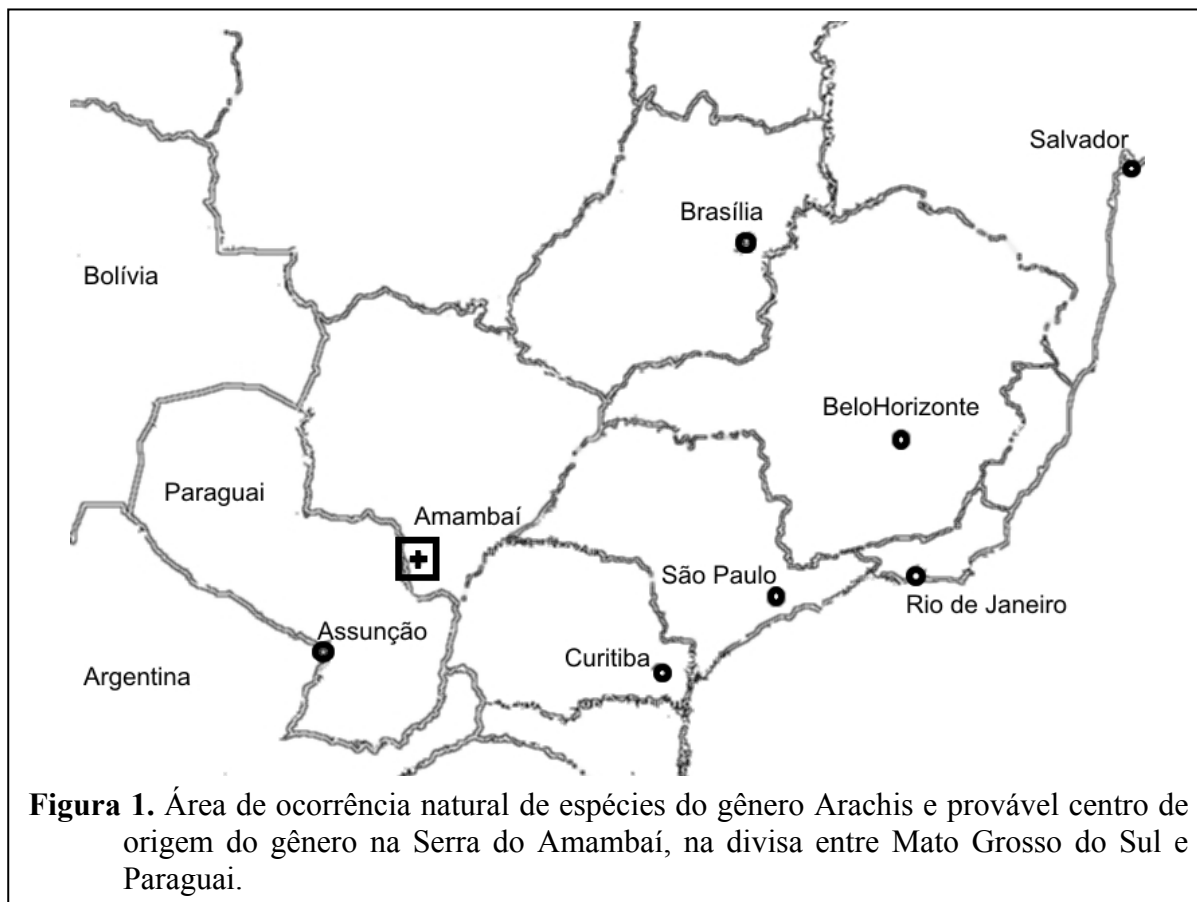 Salvador
Brasília
Bolívia
BeloHorizonte
Paraguai
Amambaí
São Paulo
Rio de Janeiro
Assunção
Curitiba
Argentina
Figura 1. Área de ocorrência natural de espécies do gênero Arachis e provável centro de
origem do gênero na Serra do Amambaí, na divisa entre Mato Grosso do Sul e
Paraguai.